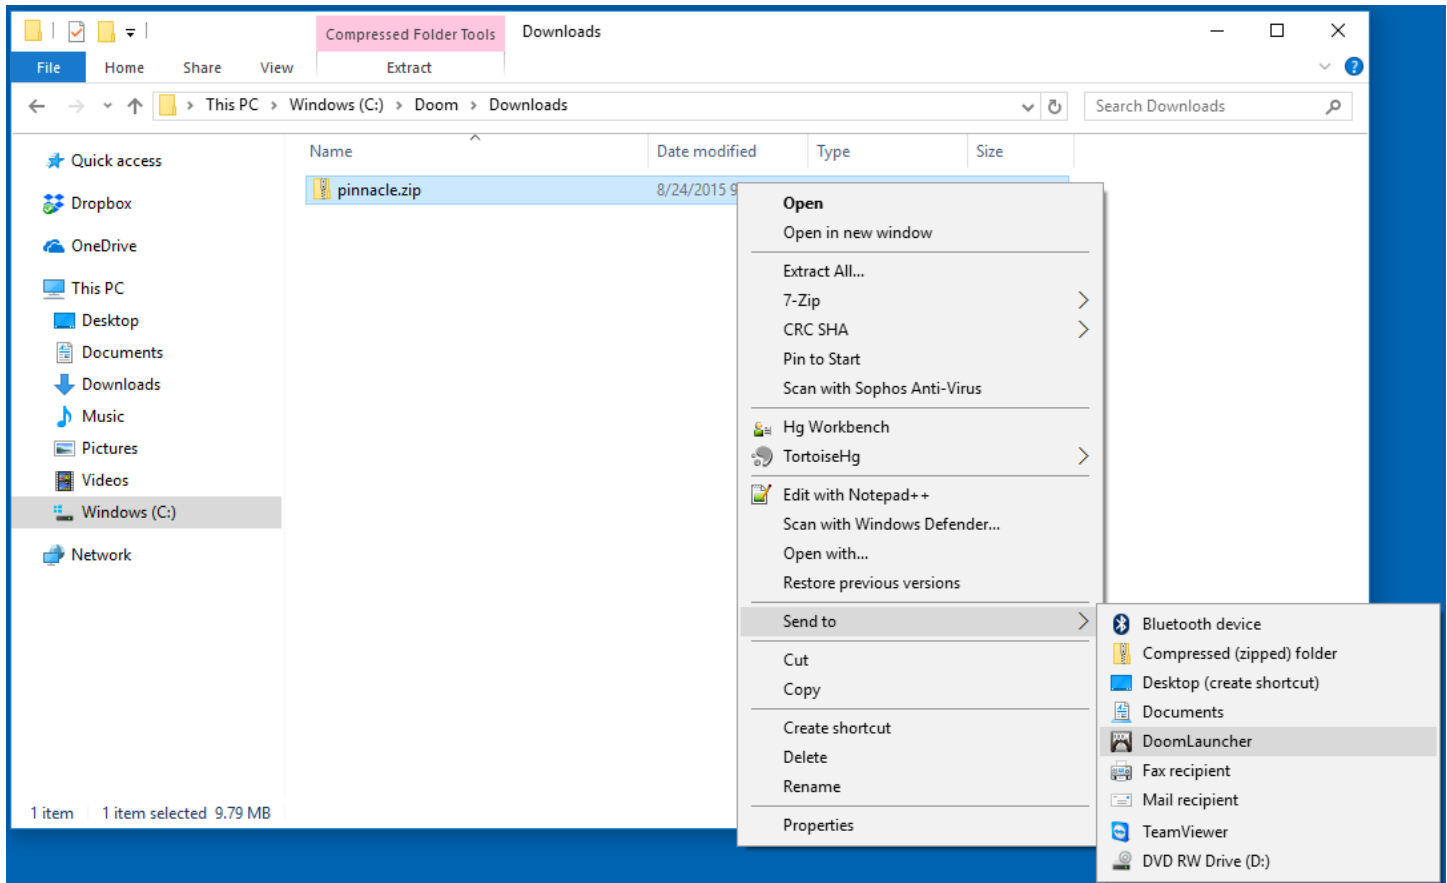 Compressed Folder Tools
Downloads
File Home Share View Extract
This PC Windows (C:) Doom Downloads
Search Downloads
Quick access
Dropbox
OneDrive
This PC
Desktop
Documents
Downloads
Music
Pictures
Videos
Windows (C:)
Network
Name Date modified Type Size
pinnacle.zip 8/24/2015 9
Open
Open in new window
Extract All...
7-Zip
CRC SHA
Pin to Start
Scan with Sophos Anti-Virus
Hg Workbench
TortoiseHg
Edit with Notepad++
Scan with Windows Defender...
Open with...
Restore previous versions
Send to
Cut
Copy
Create shortcut
Delete
Rename
Properties
Bluetooth device
Compressed (zipped) folder
Desktop (create shortcut)
Documents
DoomLauncher
Fax recipient
Mail recipient
TeamViewer
DVD RW Drive (D:)
1 item 1 item selected 9.79 MB